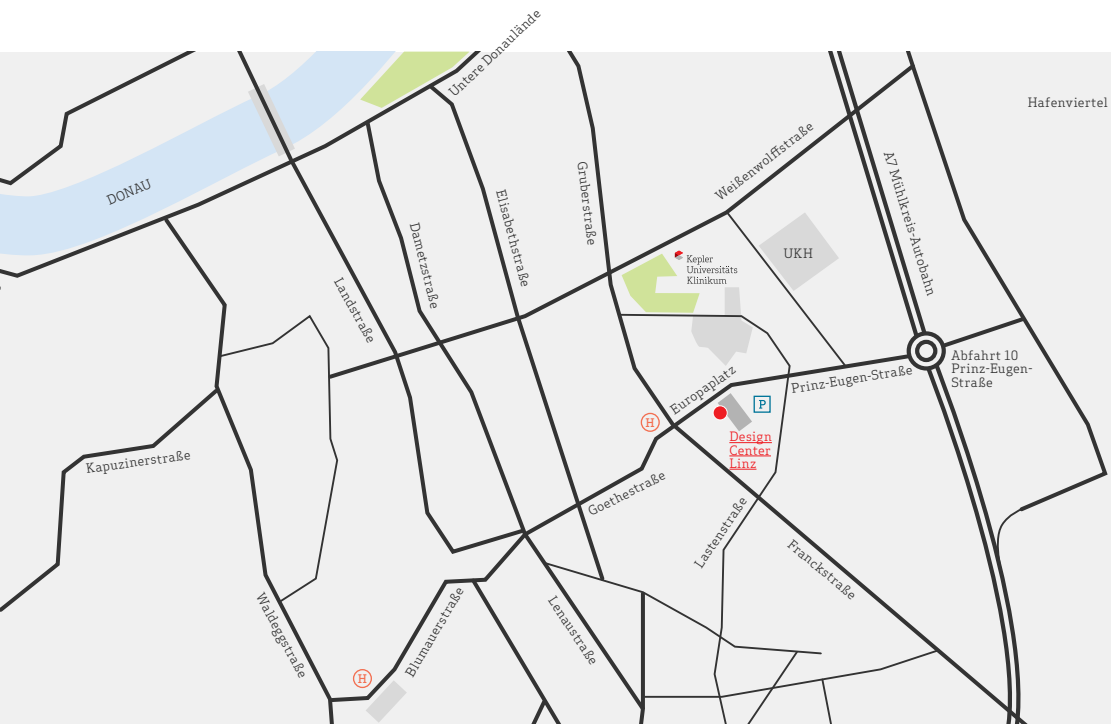 Untere Donaulände
Hafenviertel
Weißenwolffstraße
A7 Mühlkreis-Autobahn
DONAU
Gruberstraße
Elisabethstraße
Dametzstraße
Landstraße
UKH
Kepler
Universitäts
Klinikum
Abfahrt 10
Prinz-Eugen-
Straße
Prinz-Eugen-Straße
Europaplatz
P
H
Design
Center
Linz
Kapuzinerstraße
Goethestraße
Lastenstraße
Franckstraße
Waldeggstraße
Blumauerstraße
Lenaustraße
H